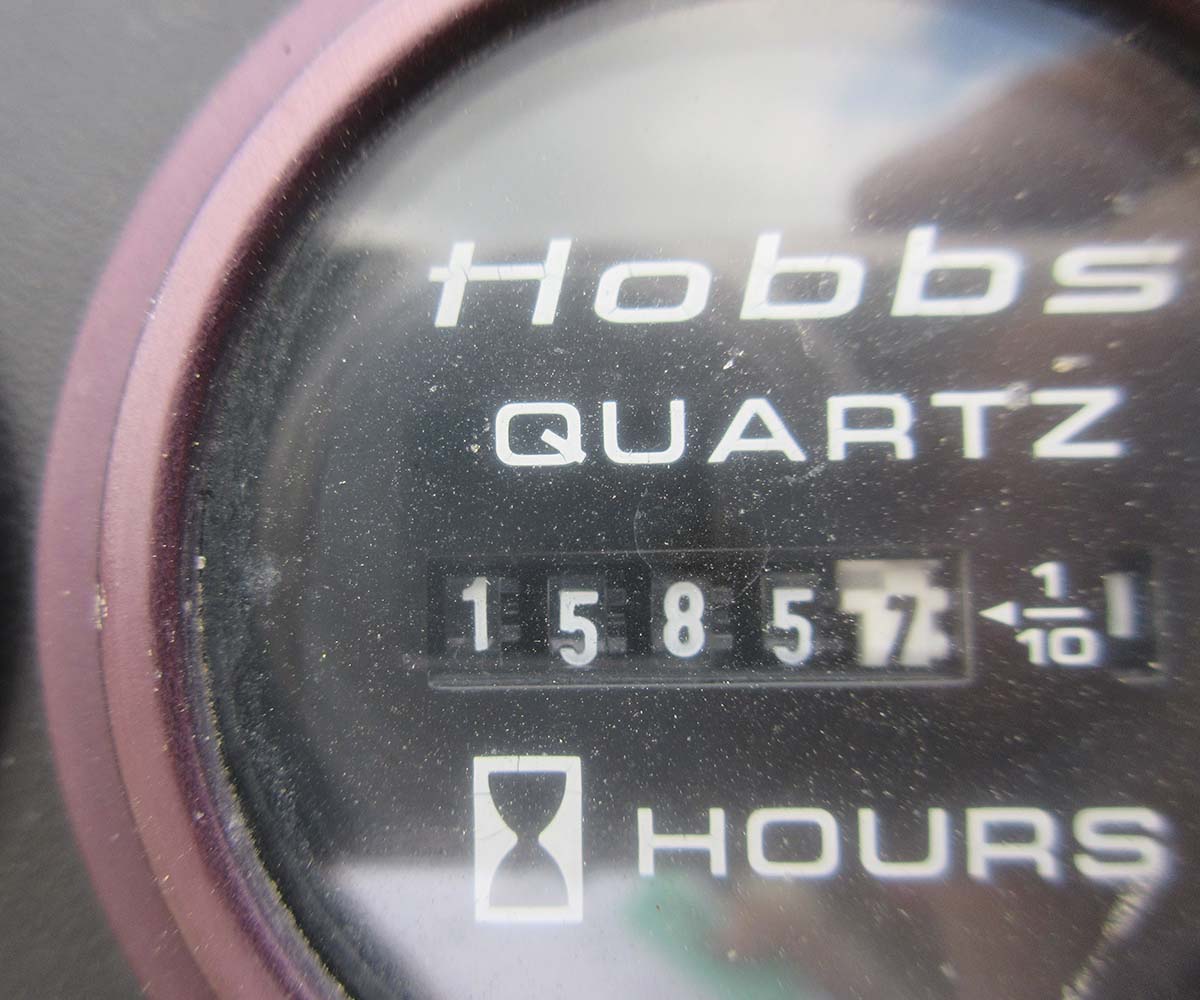 Hobbs
QUARTZ
1 5 8 5 7 ◄ 1/10
HOURS